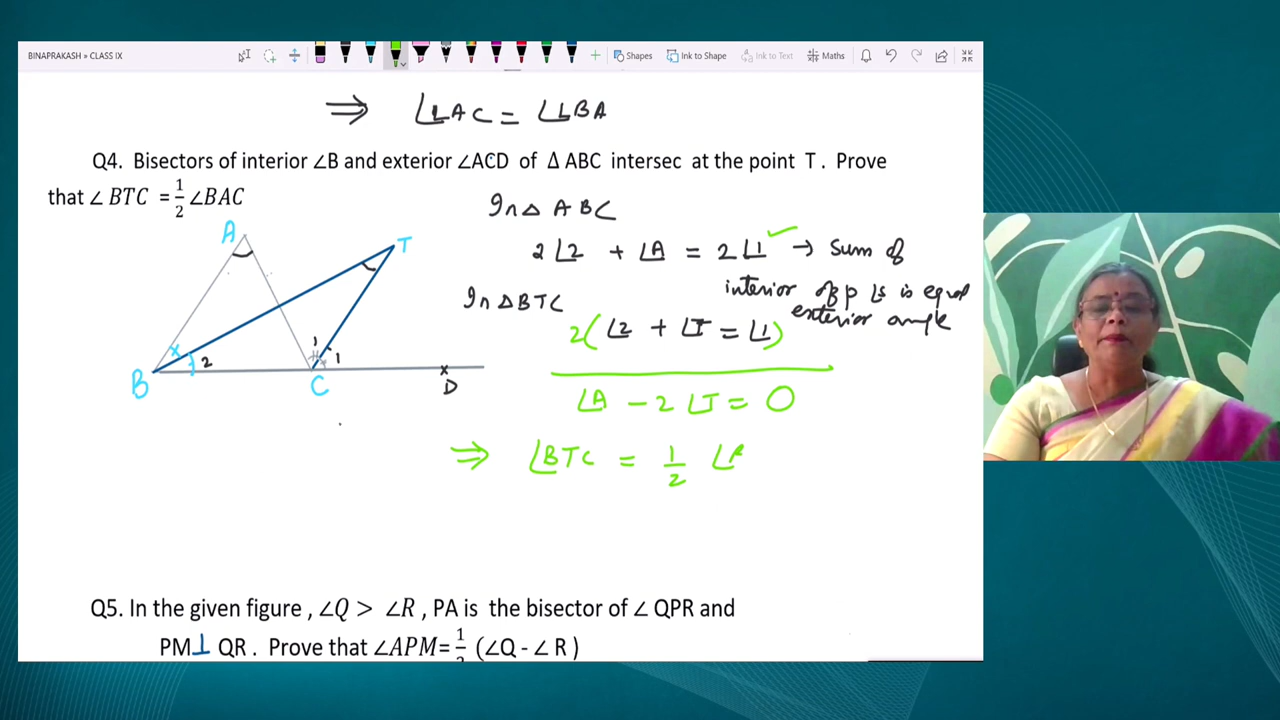 BINAPRAKASH » CLASS IX
Shapes
Ink to Shape
Ink to Text
Maths
⇒ ∠LAC = ∠LBA
Q4. Bisectors of interior ∠B and exterior ∠ACD of Δ ABC intersec at the point T . Prove
that ∠ BTC = 1/2 ∠BAC
In Δ ABC
2∠2 + ∠A = 2∠1 → Sum of
interior opp ∠s is equal
exterior angle
In ΔBTC
2(∠2 + ∠T = ∠1)
∠A - 2∠T = 0
⇒ ∠BTC = 1/2
A
T
x
2
1
1
B
C
x
D
Q5. In the given figure , ∠Q > ∠R , PA is the bisector of ∠ QPR and
PM⊥ QR . Prove that ∠APM= 1/2 (∠Q - ∠ R )